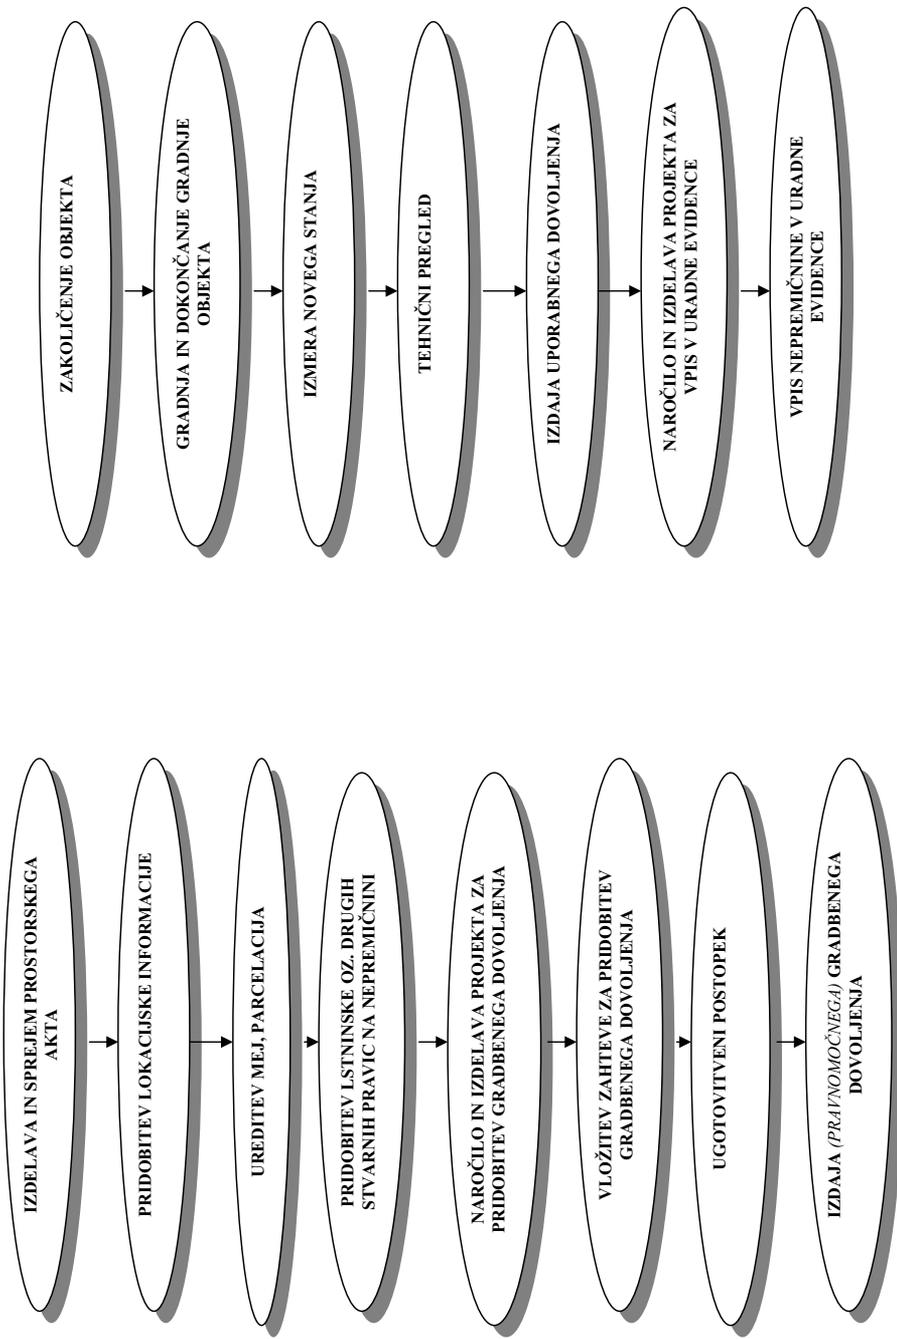 IZDELAVA IN SPREJEM PROSTORSKEGA
AKTA
PRIDOBITEV LOKACIJSKE INFORMACIJE
UREDITEV MEJ, PARCELACIJA
PRIDOBITEV LSTNINSKE OZ. DRUGIH
STVARNIH PRAVIC NA NEPREMIČNINI
NAROČILO IN IZDELAVA PROJEKTA ZA
PRIDOBITEV GRADBENEGA DOVOLJENJA
VLOŽITEV ZAHTEVE ZA PRIDOBITEV
GRADBENEGA DOVOLJENJA
UGOTOVITVENI POSTOPEK
IZDAJA (PRAVNOMOČNEGA) GRADBENEGA
DOVOLJENJA
ZAKOLIČENJE OBJEKTA
GRADNJA IN DOKONČANJE GRADNJE
OBJEKTA
IZMERA NOVEGA STANJA
TEHNIČNI PREGLED
IZDAJA UPORABNEGA DOVOLJENJA
NAROČILO IN IZDELAVA PROJEKTA ZA
VPIS V URADNE EVIDENCE
VPIS NEPREMIČNINE V URADNE
EVIDENCE